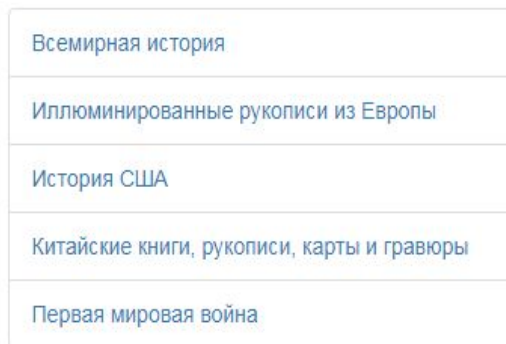 Всемирная история
Иллюминированные рукописи из Европы
История США
Китайские книги, рукописи, карты и гравюры
Первая мировая война